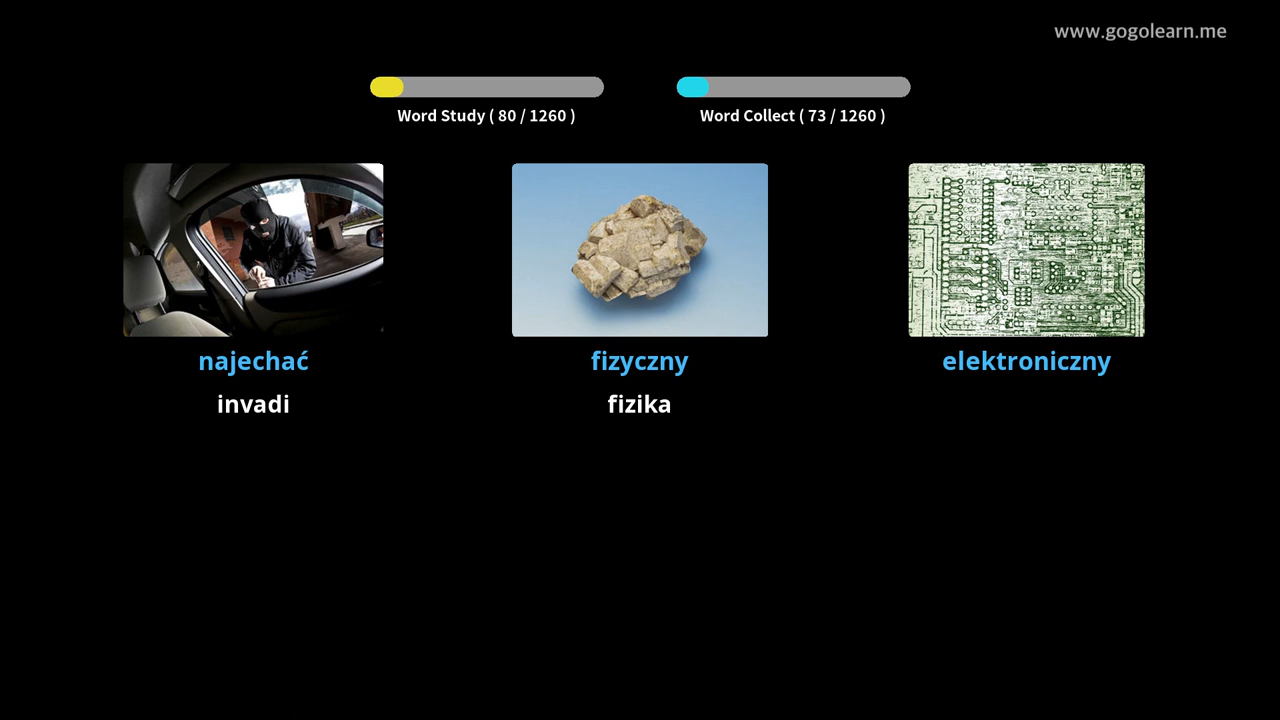 www.gogolearn.me
Word Study ( 80 / 1260 )
Word Collect ( 73 / 1260 )
najechać
fizyczny
elektroniczny
invadi
fizika